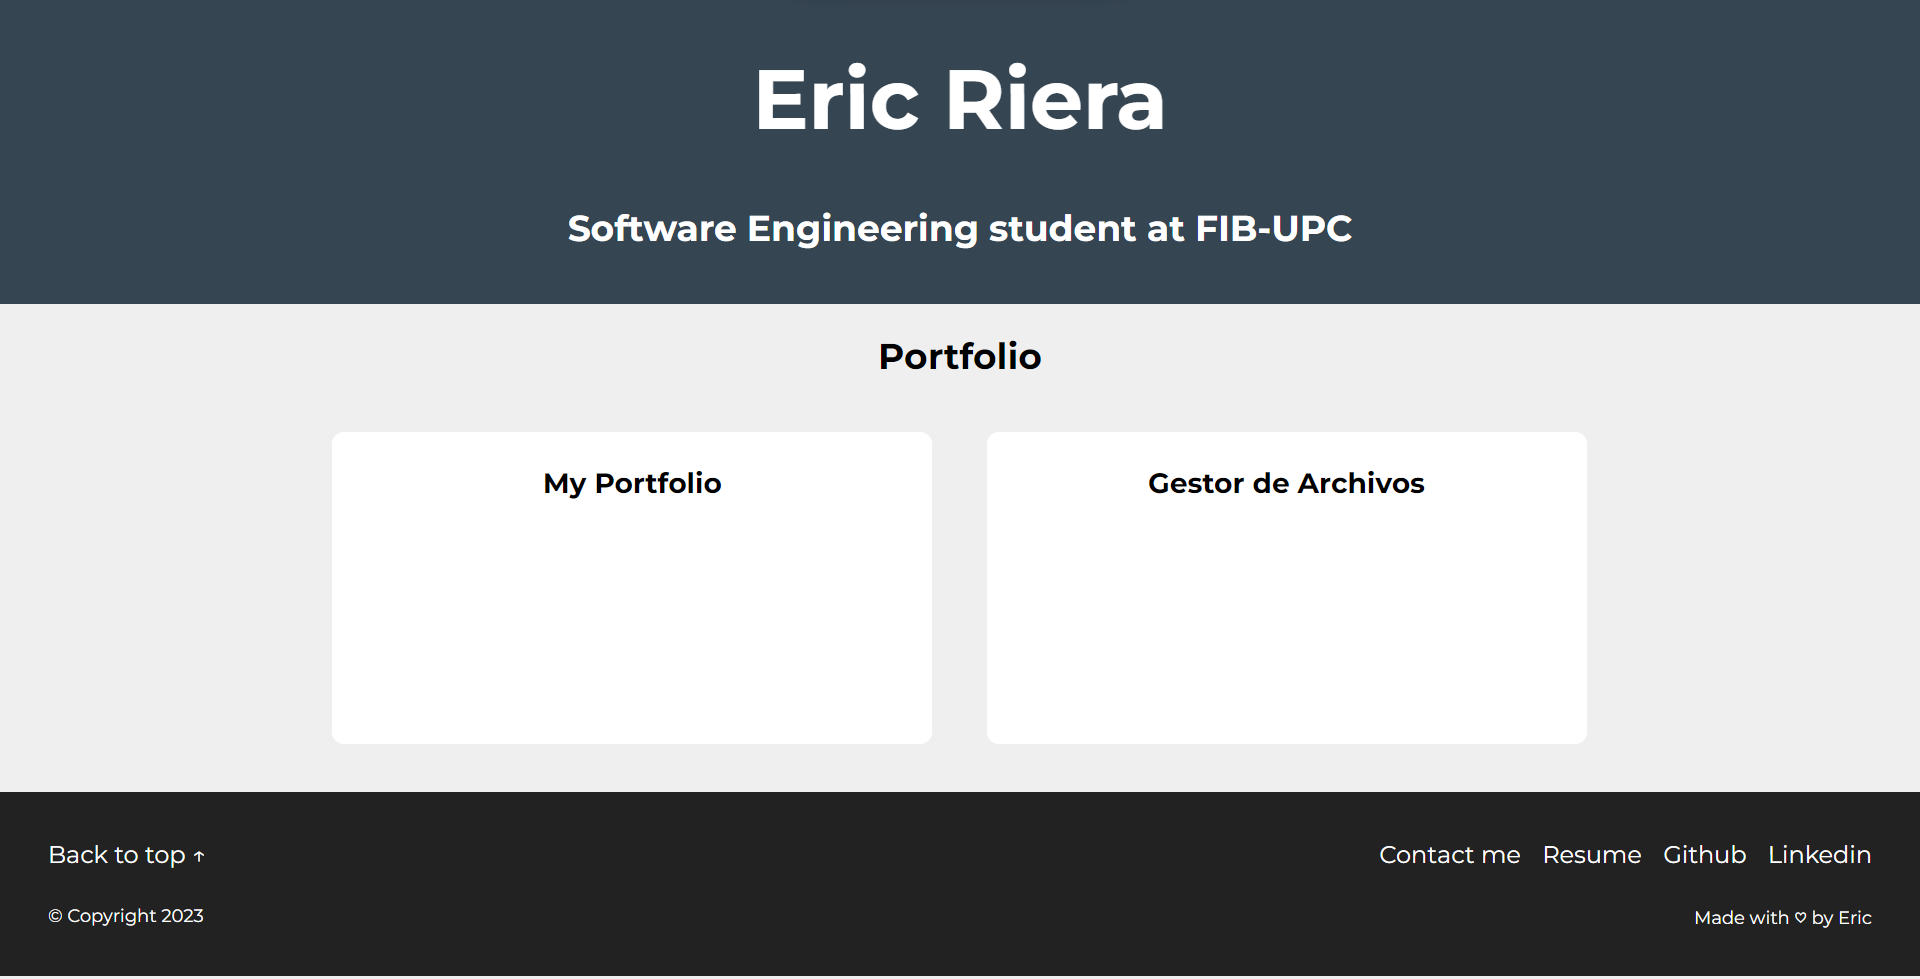 Eric Riera
Software Engineering student at FIB-UPC
Portfolio
My Portfolio
Gestor de Archivos
Back to top ↑
Contact me Resume Github Linkedin
© Copyright 2023
Made with ♡ by Eric